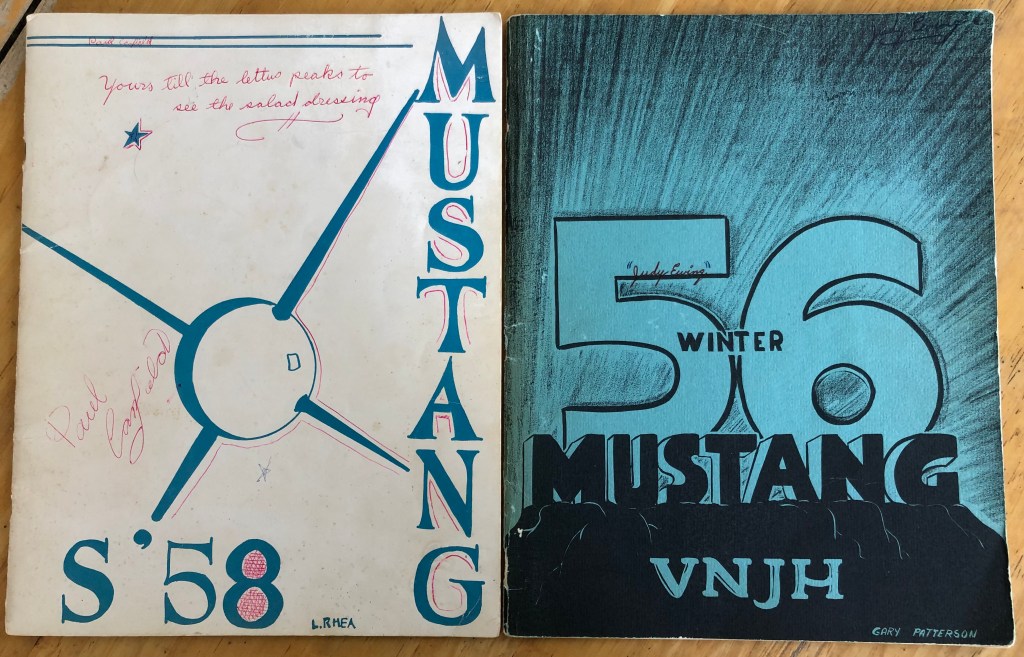 MUSTANG
Yours till the lettus peaks to
see the salad dressing
Paul
Canfield
S '58
L.RHEA
"Judy Ewing"
56
WINTER
MUSTANG
VNJH
GARY PATTERSON